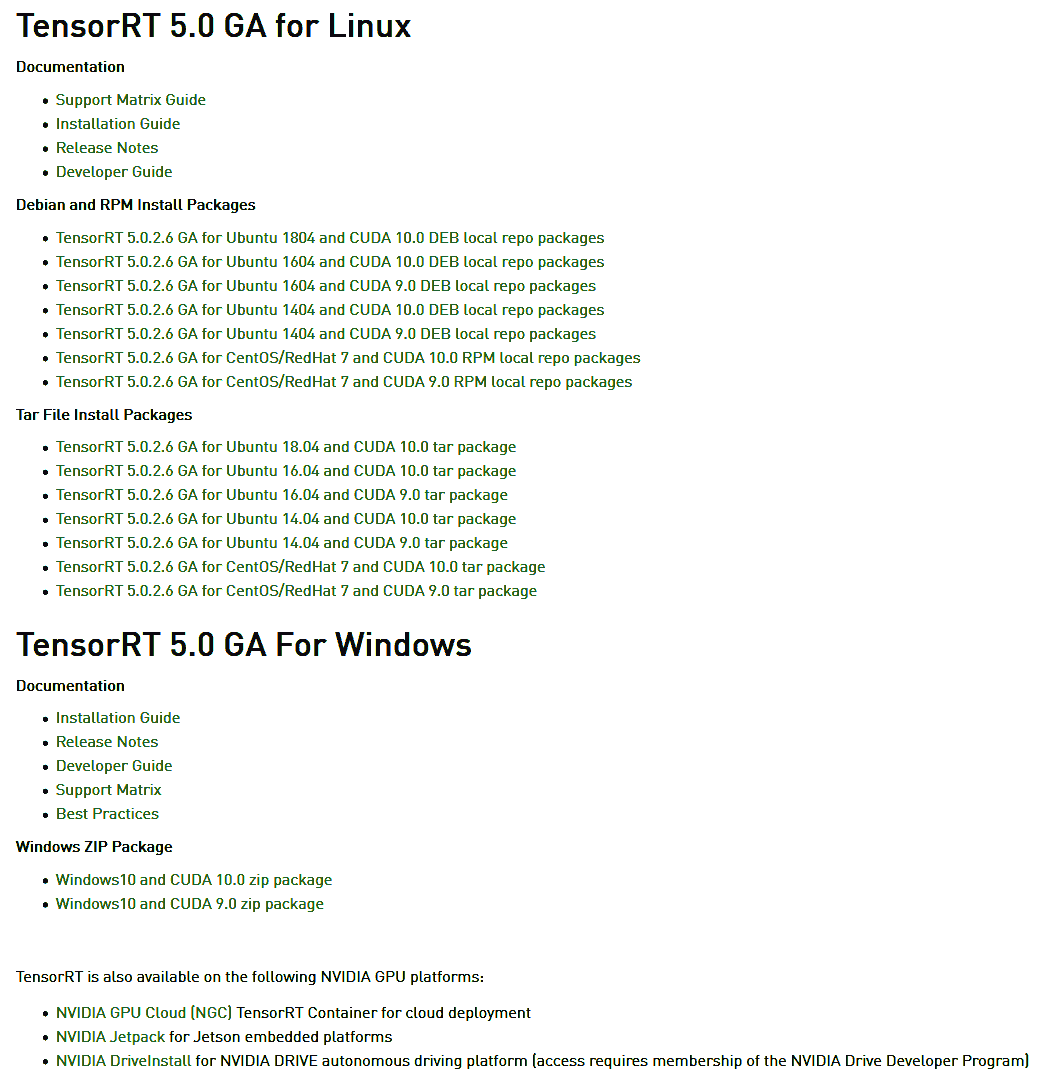 TensorRT 5.0 GA for Linux
Documentation
Support Matrix Guide
Installation Guide
Release Notes
Developer Guide
Debian and RPM Install Packages
TensorRT 5.0.2.6 GA for Ubuntu 1804 and CUDA 10.0 DEB local repo packages
TensorRT 5.0.2.6 GA for Ubuntu 1604 and CUDA 10.0 DEB local repo packages
TensorRT 5.0.2.6 GA for Ubuntu 1604 and CUDA 9.0 DEB local repo packages
TensorRT 5.0.2.6 GA for Ubuntu 1404 and CUDA 10.0 DEB local repo packages
TensorRT 5.0.2.6 GA for Ubuntu 1404 and CUDA 9.0 DEB local repo packages
TensorRT 5.0.2.6 GA for CentOS/RedHat 7 and CUDA 10.0 RPM local repo packages
TensorRT 5.0.2.6 GA for CentOS/RedHat 7 and CUDA 9.0 RPM local repo packages
Tar File Install Packages
TensorRT 5.0.2.6 GA for Ubuntu 18.04 and CUDA 10.0 tar package
TensorRT 5.0.2.6 GA for Ubuntu 16.04 and CUDA 10.0 tar package
TensorRT 5.0.2.6 GA for Ubuntu 16.04 and CUDA 9.0 tar package
TensorRT 5.0.2.6 GA for Ubuntu 14.04 and CUDA 10.0 tar package
TensorRT 5.0.2.6 GA for Ubuntu 14.04 and CUDA 9.0 tar package
TensorRT 5.0.2.6 GA for CentOS/RedHat 7 and CUDA 10.0 tar package
TensorRT 5.0.2.6 GA for CentOS/RedHat 7 and CUDA 9.0 tar package
TensorRT 5.0 GA For Windows
Documentation
Installation Guide
Release Notes
Developer Guide
Support Matrix
Best Practices
Windows ZIP Package
Windows10 and CUDA 10.0 zip package
Windows10 and CUDA 9.0 zip package
TensorRT is also available on the following NVIDIA GPU platforms:
NVIDIA GPU Cloud (NGC) TensorRT Container for cloud deployment
NVIDIA Jetpack for Jetson embedded platforms
NVIDIA DriveInstall for NVIDIA DRIVE autonomous driving platform (access requires membership of the NVIDIA Drive Developer Program)